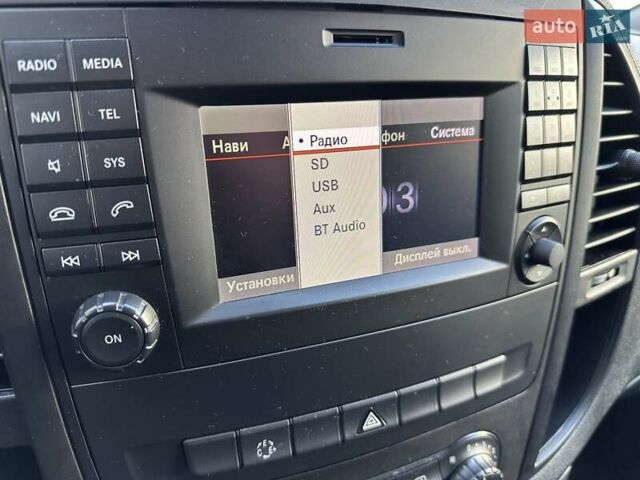 auto RIA
RADIO MEDIA
NAVI TEL
SYS
ON
Нави А • Радио фон Система
SD
USB
Aux
BT Audio
03
Установки Дисплей выкл.
C E E+